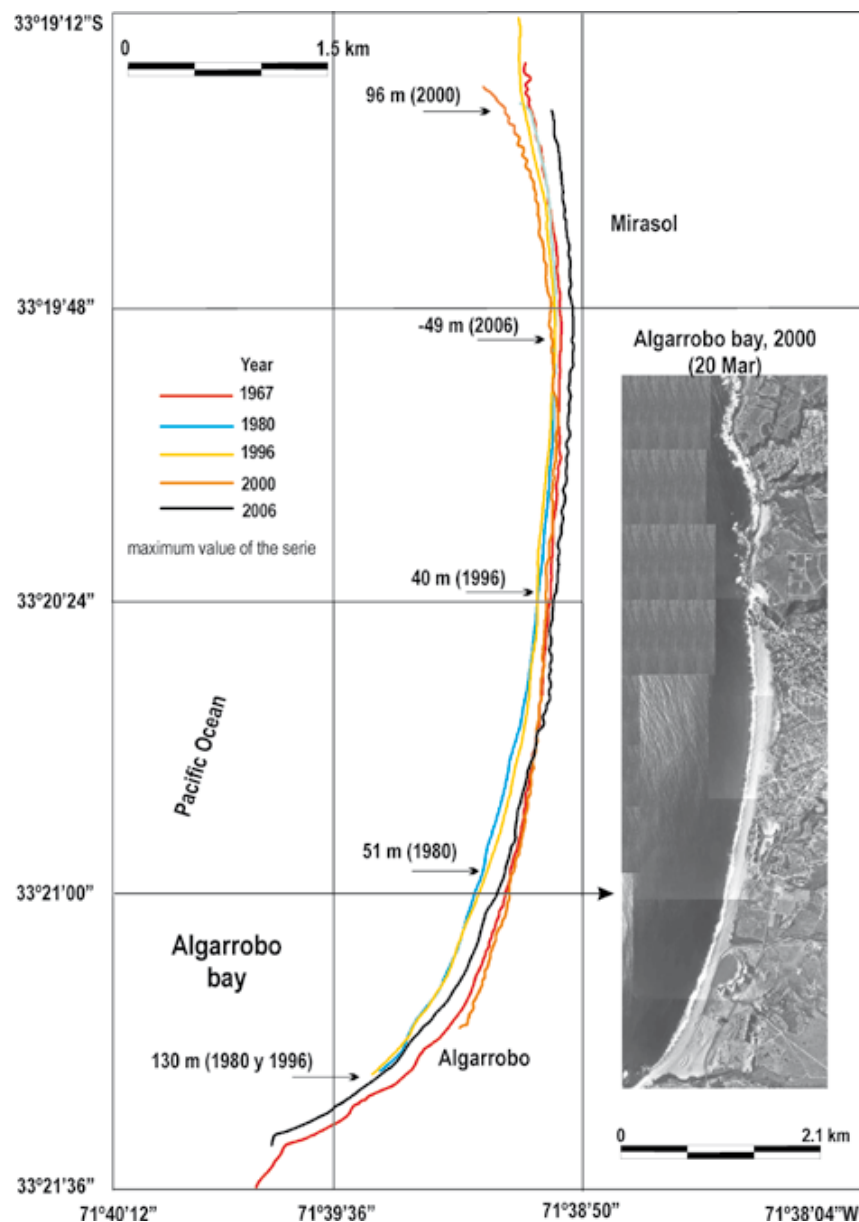 33°19'12"S
0 1.5 km
96 m (2000)
Mirasol
33°19'48"
-49 m (2006)
Algarrobo bay, 2000
(20 Mar)
Year
1967
1980
1996
2000
2006
maximum value of the serie
40 m (1996)
33°20'24"
Pacific Ocean
51 m (1980)
33°21'00"
Algarrobo
bay
130 m (1980 y 1996)
Algarrobo
0 2.1 km
33°21'36"
71°40'12" 71°39'36" 71°38'50" 71°38'04"W